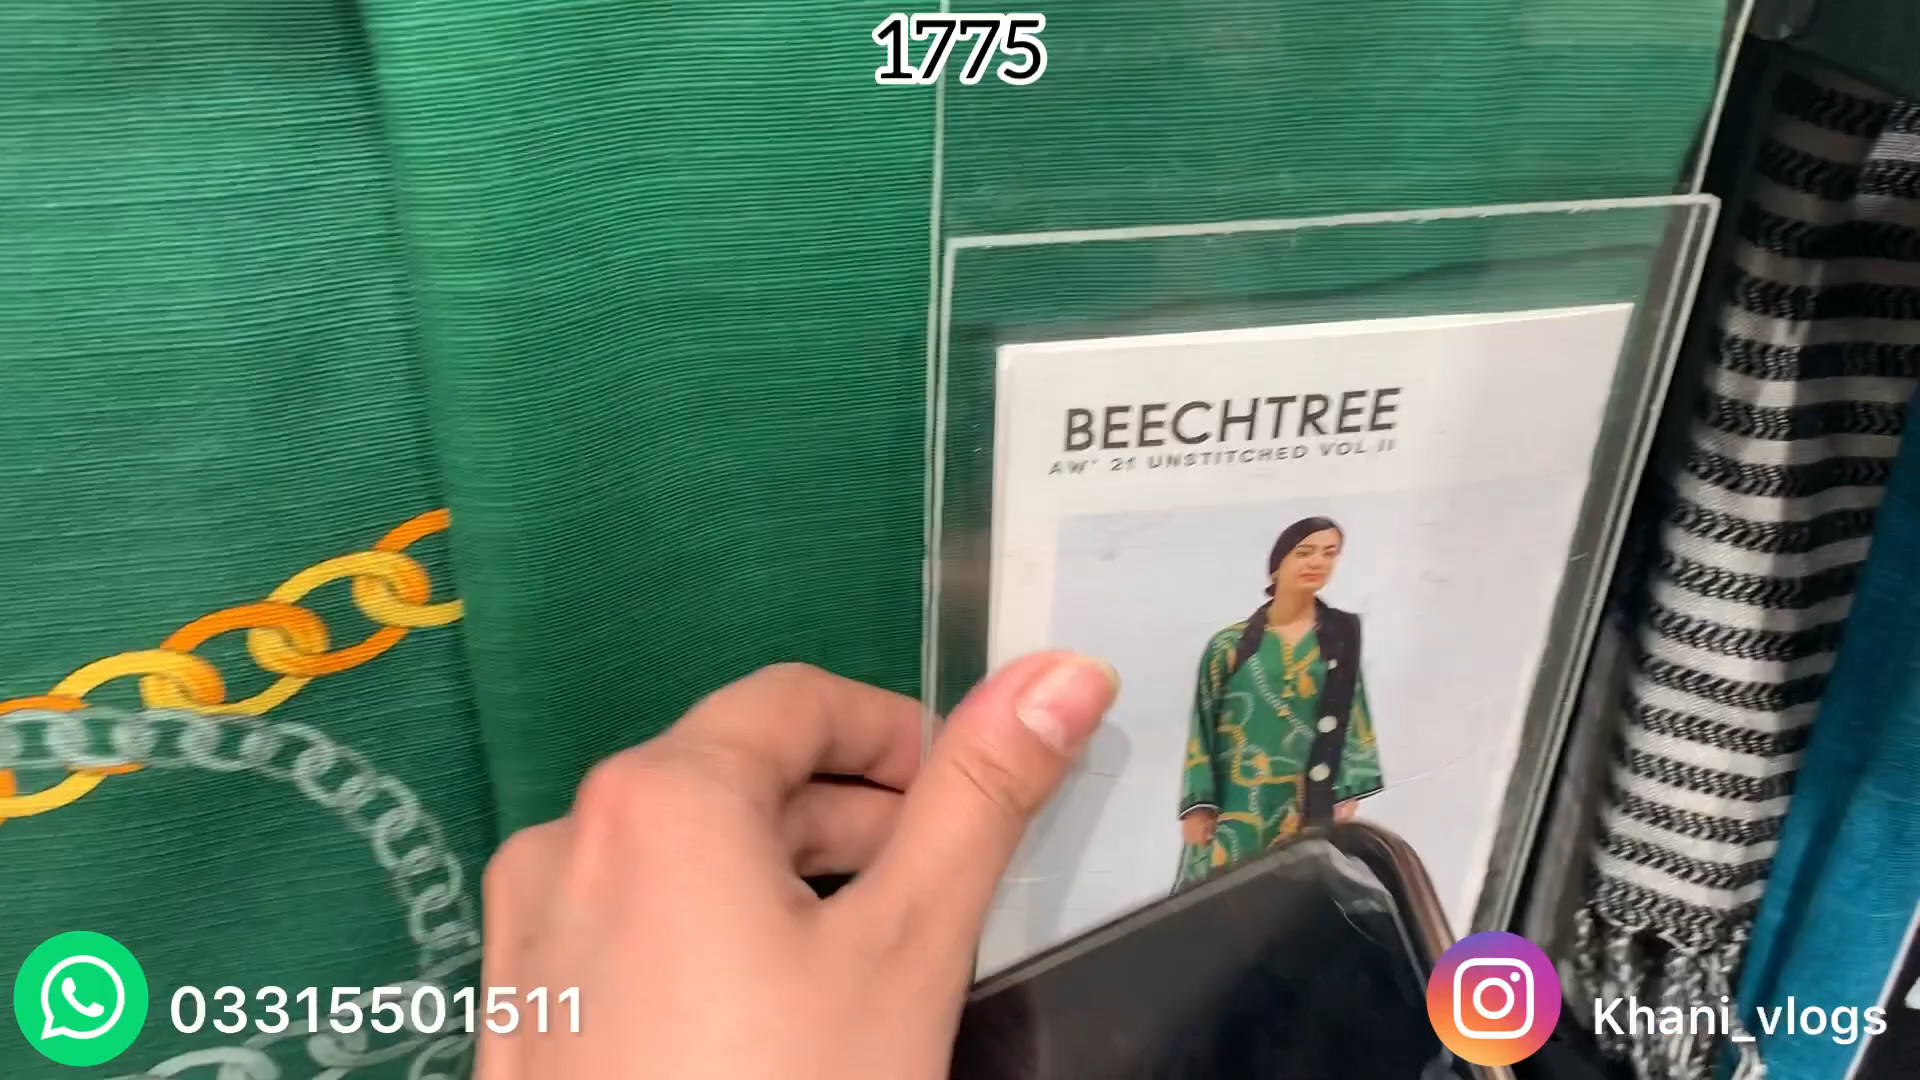 1775
BEECHTREE
AW' 21 UNSTITCHED VOL II
03315501511
Khani_vlogs